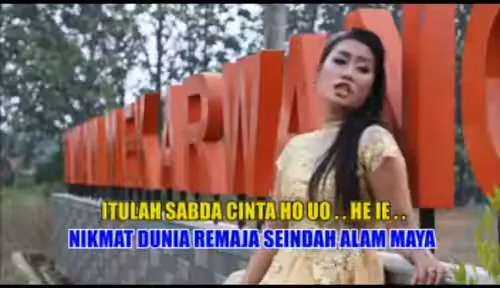 ITULAH SABDA CINTA HO UO . . HE IE . .
NIKMAT DUNIA REMAJA SEINDAH ALAM MAYA